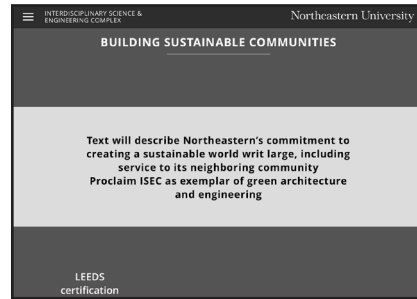 INTERDISCIPLINARY SCIENCE &
ENGINEERING COMPLEX
Northeastern University
BUILDING SUSTAINABLE COMMUNITIES
Text will describe Northeastern's commitment to
creating a sustainable world writ large, including
service to its neighboring community
Proclaim ISEC as exemplar of green architecture
and engineering
LEEDS
certification